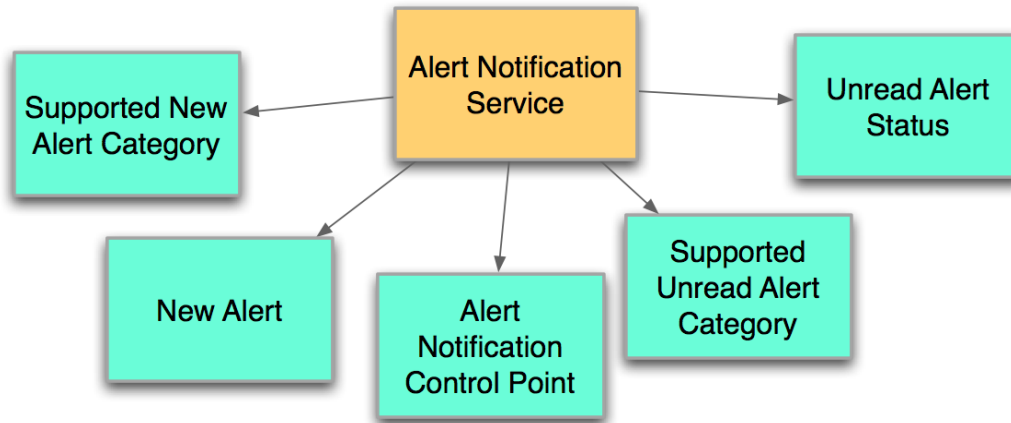 Alert Notification
Service
Supported New
Alert Category
Unread Alert
Status
New Alert
Alert
Notification
Control Point
Supported
Unread Alert
Category